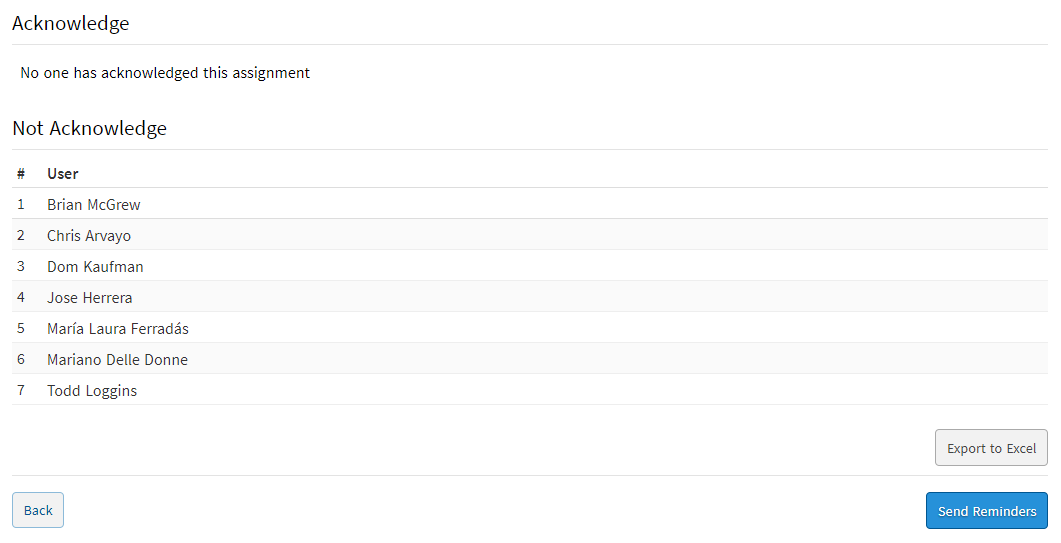 Acknowledge
No one has acknowledged this assignment
Not Acknowledge
# User
1 Brian McGrew
2 Chris Arvayo
3 Dom Kaufman
4 Jose Herrera
5 María Laura Ferradás
6 Mariano Delle Donne
7 Todd Loggins
Export to Excel
Back Send Reminders